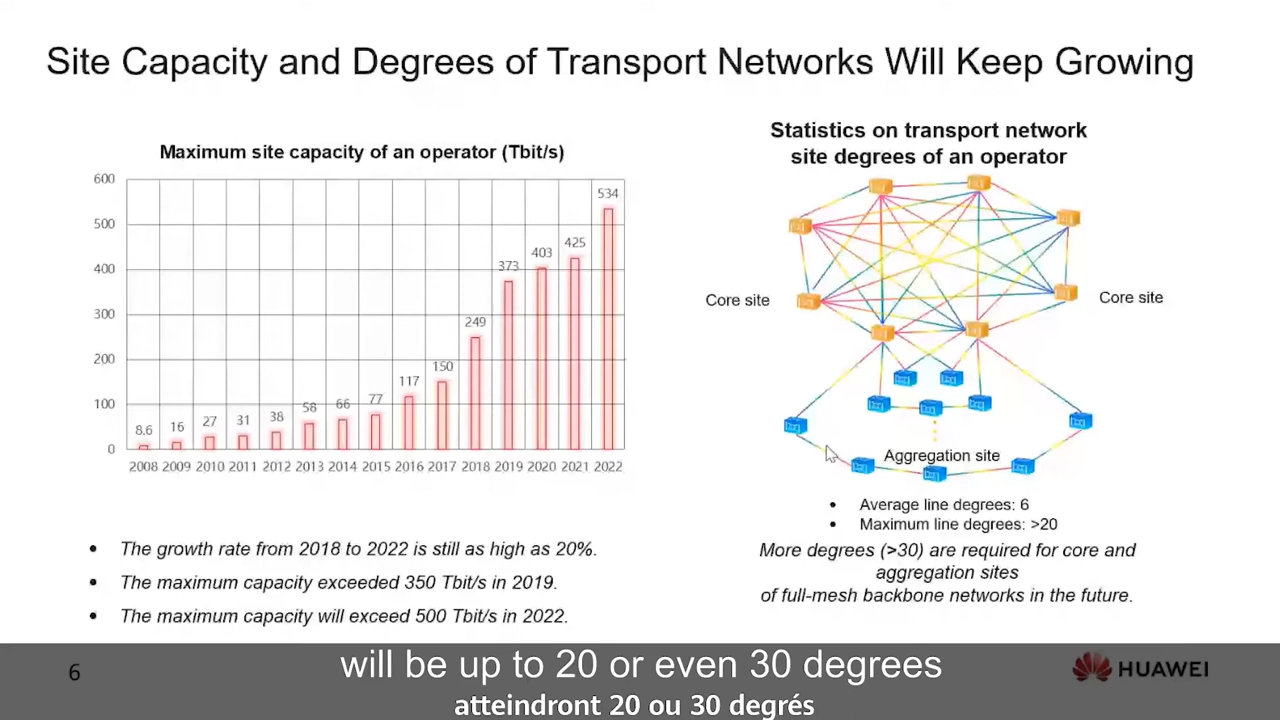 Site Capacity and Degrees of Transport Networks Will Keep Growing
Maximum site capacity of an operator (Tbit/s)
600
500
400
300
200
100
0
8.6
16
27
31
38
58
66
77
117
150
249
373
403
425
534
2008 2009 2010 2011 2012 2013 2014 2015 2016 2017 2018 2019 2020 2021 2022
• The growth rate from 2018 to 2022 is still as high as 20%.
• The maximum capacity exceeded 350 Tbit/s in 2019.
• The maximum capacity will exceed 500 Tbit/s in 2022.
Statistics on transport network
site degrees of an operator
Core site
Core site
Aggregation site
• Average line degrees: 6
• Maximum line degrees: >20
More degrees (>30) are required for core and
aggregation sites
of full-mesh backbone networks in the future.
6
will be up to 20 or even 30 degrees
atteindront 20 ou 30 degrés
HUAWEI